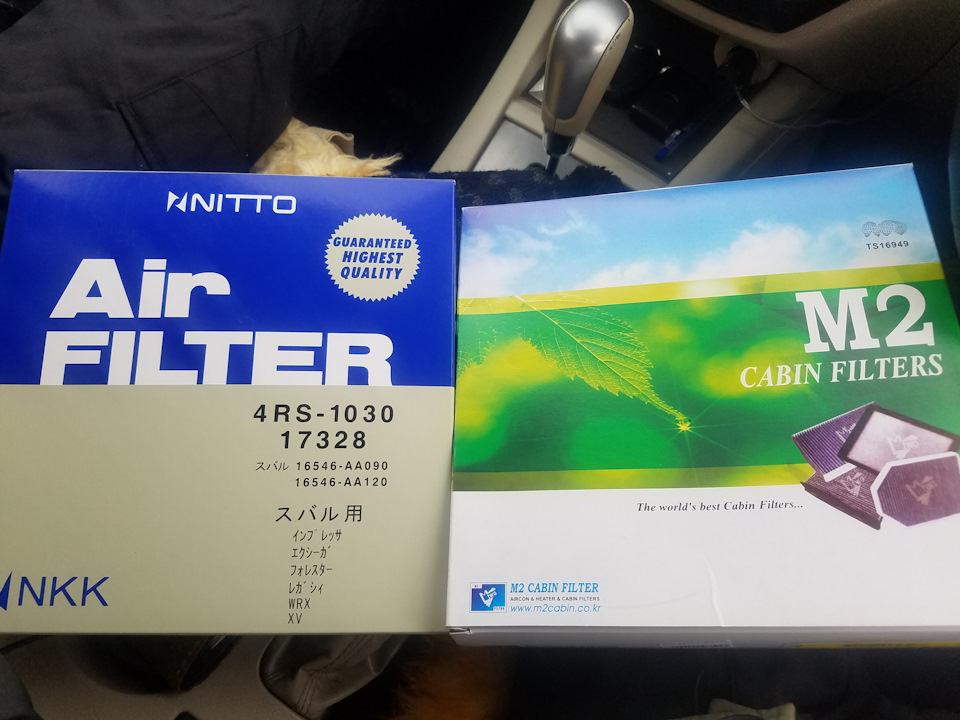 NITTO
GUARANTEED
HIGHEST
QUALITY
Air
FILTER
4RS-1030
17328
スバル 16546-AA090
16546-AA120
スバル用
インプレッサ
エクシーガ
フォレスター
レガシィ
WRX
XV
NKK
TS16949
M2
CABIN FILTERS
The world's best Cabin Filters...
M2 CABIN FILTER
AIRCON & HEATER & CABIN FILTERS
www.m2cabin.co.kr